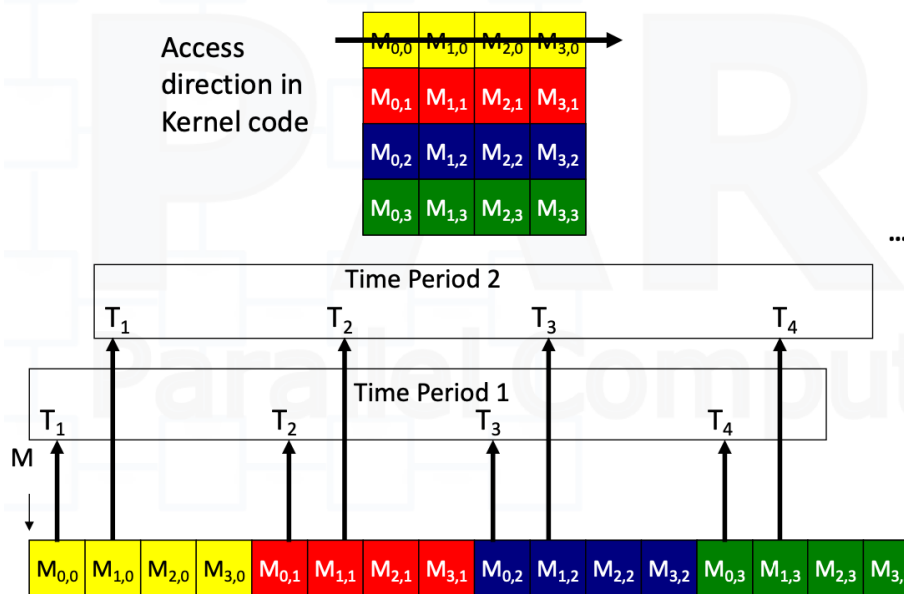 Access
direction in
Kernel code
M0,0 M1,0 M2,0 M3,0
M0,1 M1,1 M2,1 M3,1
M0,2 M1,2 M2,2 M3,2
M0,3 M1,3 M2,3 M3,3
...
Time Period 2
T1 T2 T3 T4
Time Period 1
T1 T2 T3 T4
M
M0,0 M1,0 M2,0 M3,0 M0,1 M1,1 M2,1 M3,1 M0,2 M1,2 M2,2 M3,2 M0,3 M1,3 M2,3 M3,
PAR
Parallel Comput